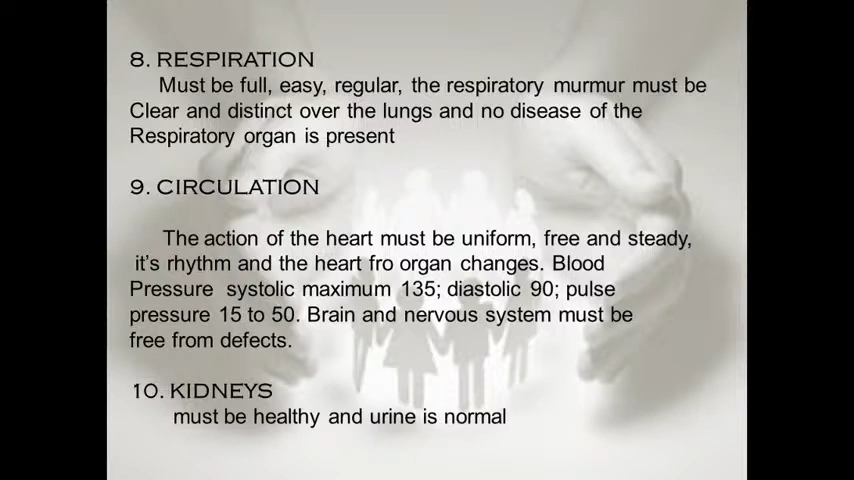 8. RESPIRATION
Must be full, easy, regular, the respiratory murmur must be
Clear and distinct over the lungs and no disease of the
Respiratory organ is present
9. CIRCULATION
The action of the heart must be uniform, free and steady,
it's rhythm and the heart fro organ changes. Blood
Pressure systolic maximum 135; diastolic 90; pulse
pressure 15 to 50. Brain and nervous system must be
free from defects.
10. KIDNEYS
must be healthy and urine is normal